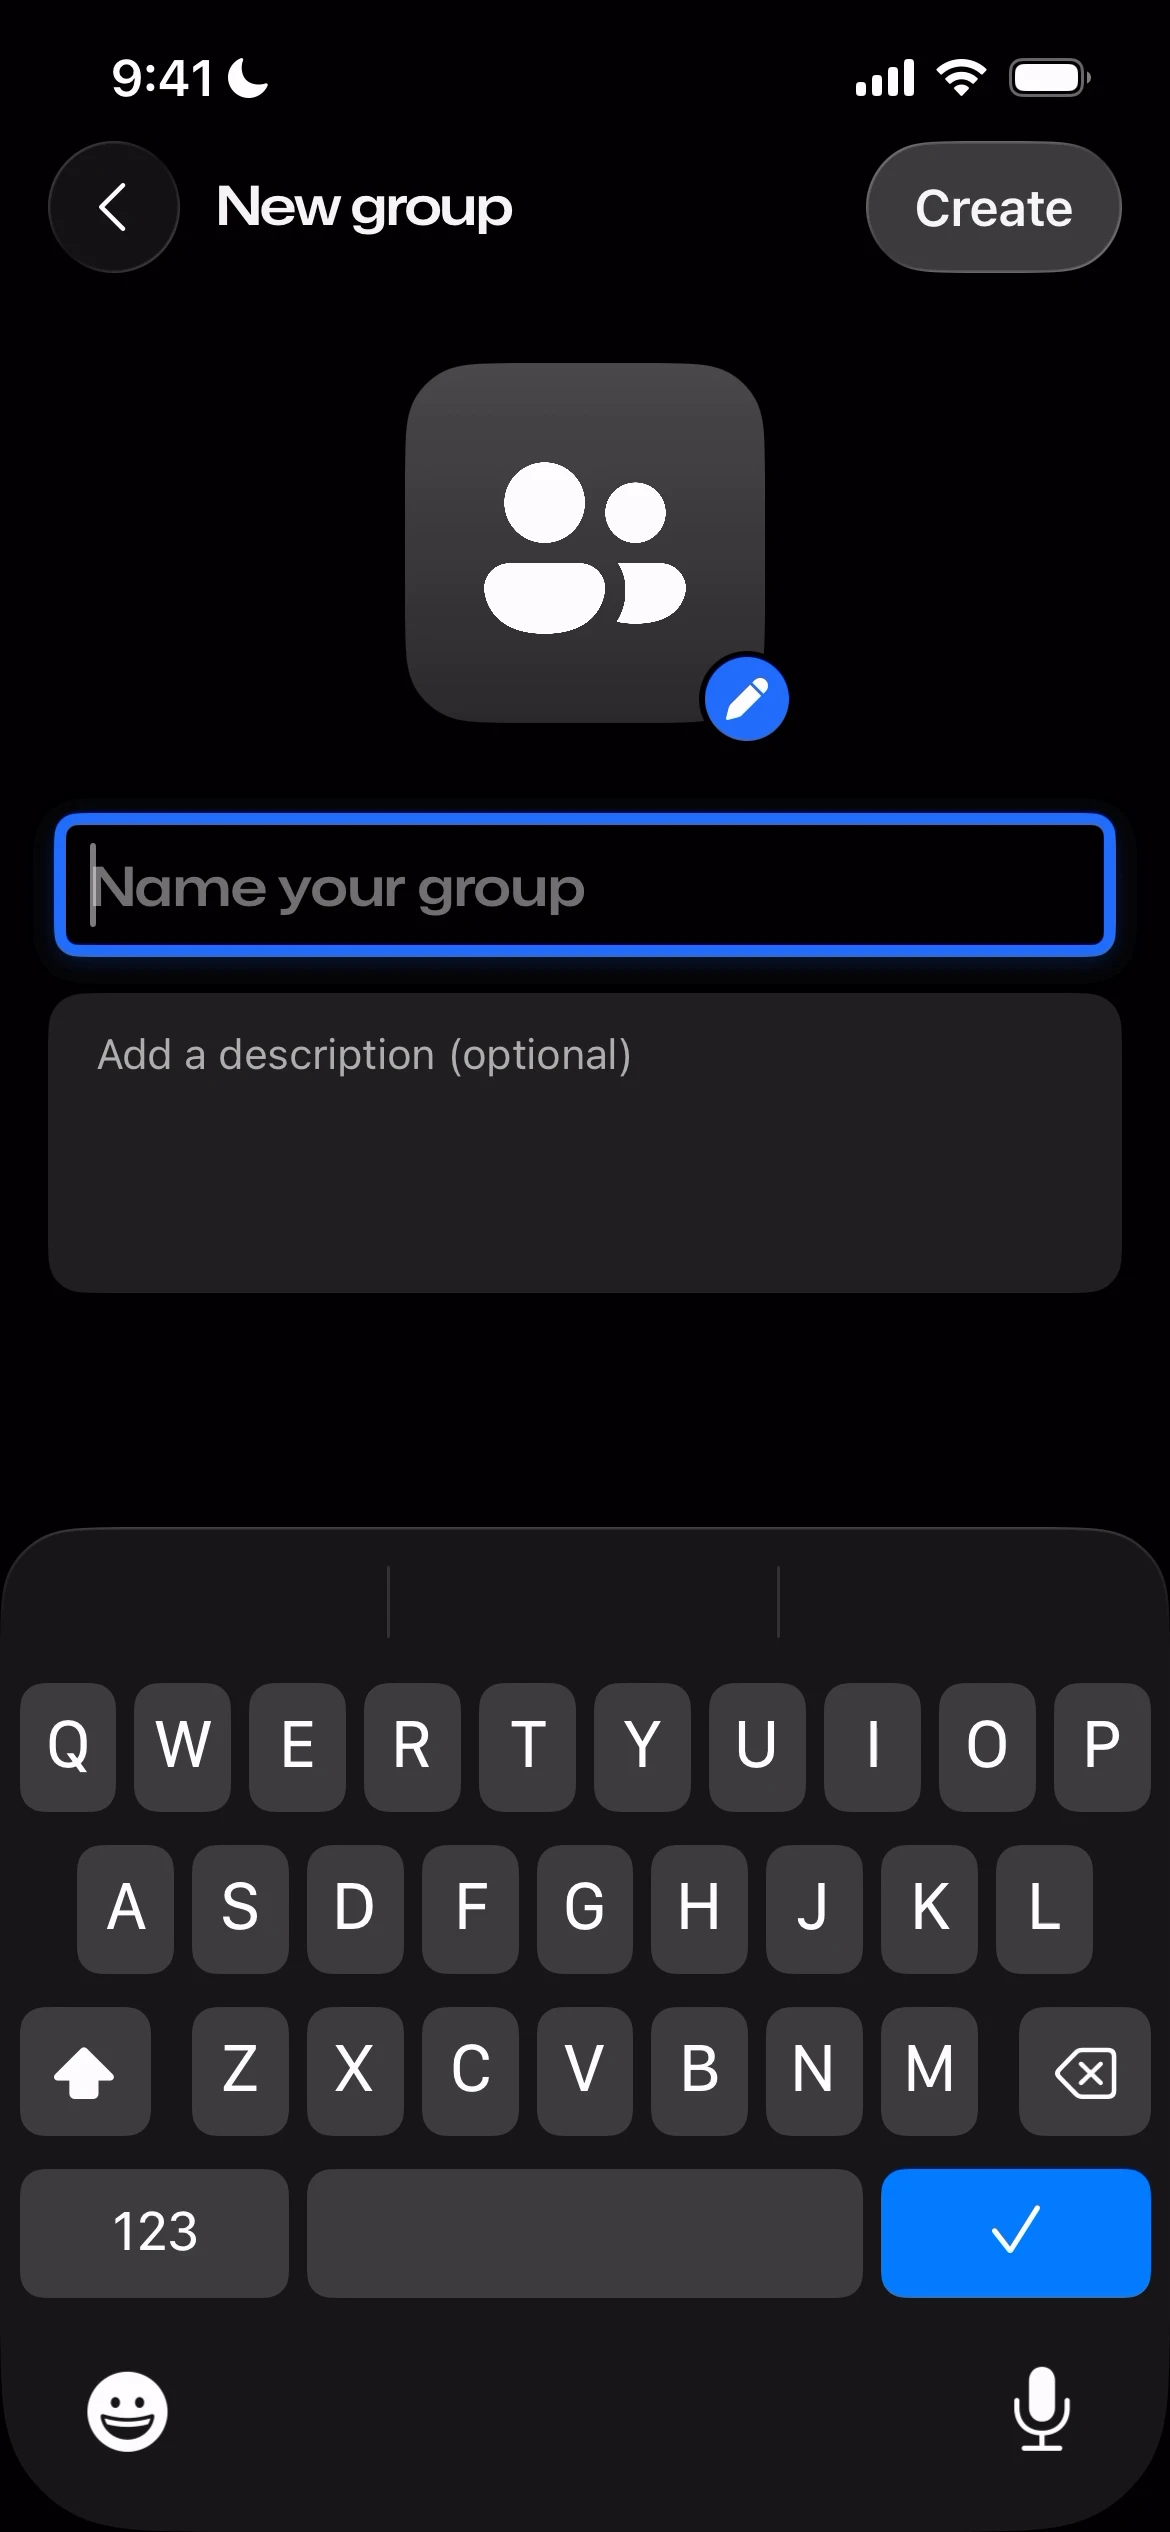 9:41
New group
Create
Name your group
Add a description (optional)
Q W E R T Y U I O P
A S D F G H J K L
Z X C V B N M
123